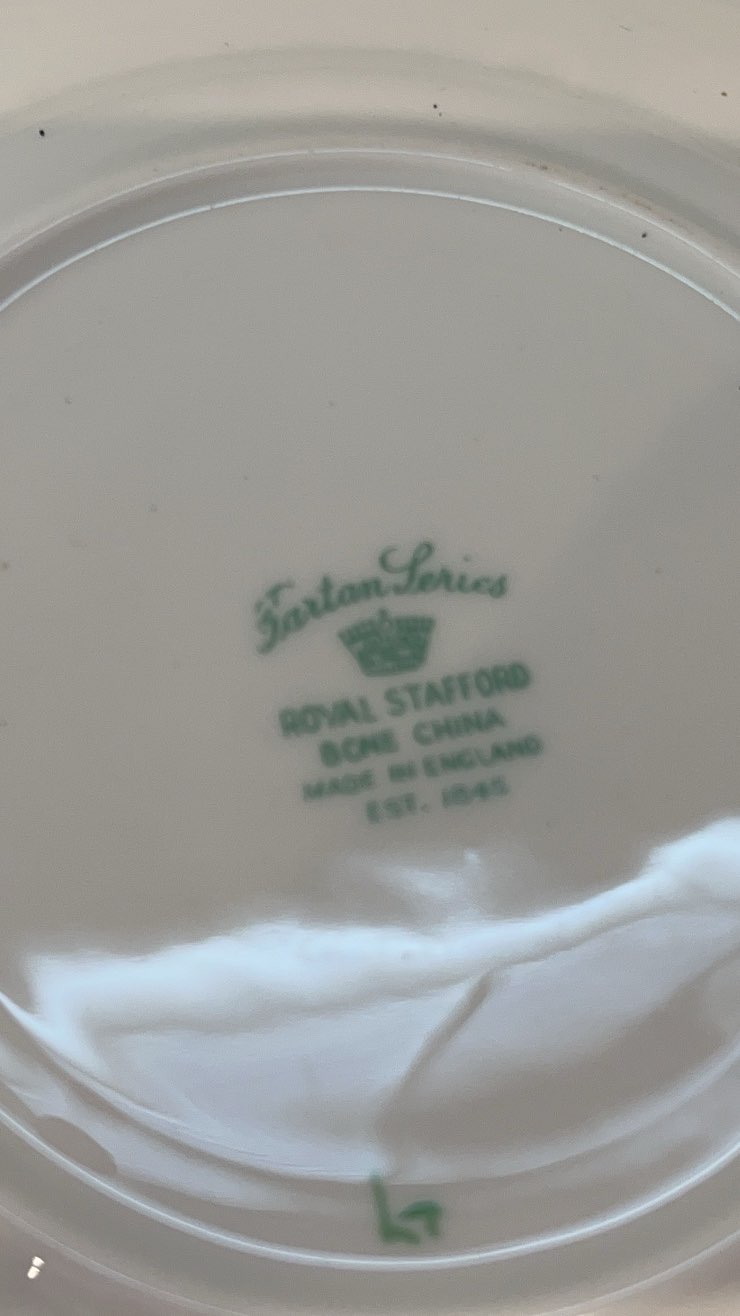 Tartan Series
ROYAL STAFFORD
BONE CHINA
MADE IN ENGLAND
EST. 1845